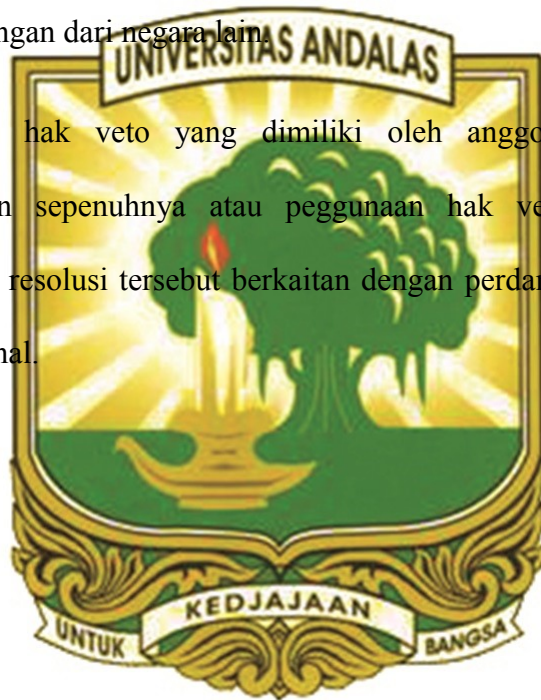 ngan dari negara lain.
UNIVERSITAS ANDALAS
hak veto yang dimiliki oleh anggo
n sepenuhnya atau peggunaan hak ve
resolusi tersebut berkaitan dengan perdar
nal.
KEDJAJAAN
UNTUK BANGSA